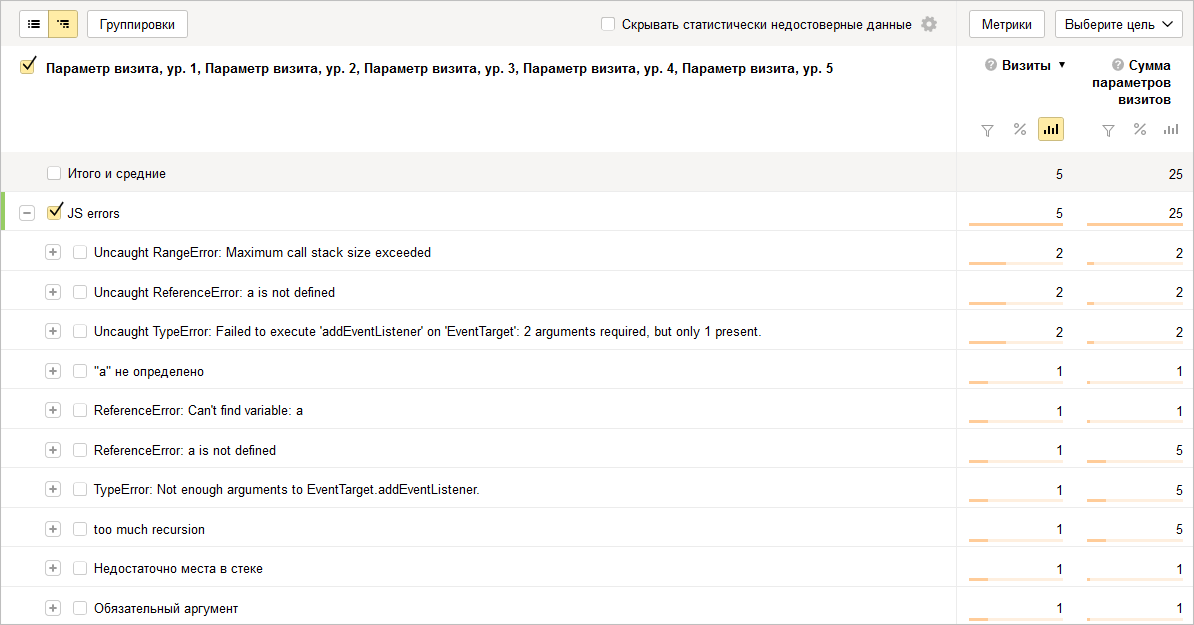 Группировки
Скрывать статистически недостоверные данные
Метрики
Выберите цель
Параметр визита, ур. 1, Параметр визита, ур. 2, Параметр визита, ур. 3, Параметр визита, ур. 4, Параметр визита, ур. 5
? Визиты ▼
? Сумма
параметров
визитов
%
%
Итого и средние 5 25
JS errors 5 25
Uncaught RangeError: Maximum call stack size exceeded 2 2
Uncaught ReferenceError: a is not defined 2 2
Uncaught TypeError: Failed to execute 'addEventListener' on 'EventTarget': 2 arguments required, but only 1 present. 2 2
"a" не определено 1 1
ReferenceError: Can't find variable: a 1 1
ReferenceError: a is not defined 1 5
TypeError: Not enough arguments to EventTarget.addEventListener. 1 5
too much recursion 1 5
Недостаточно места в стеке 1 1
Обязательный аргумент 1 1